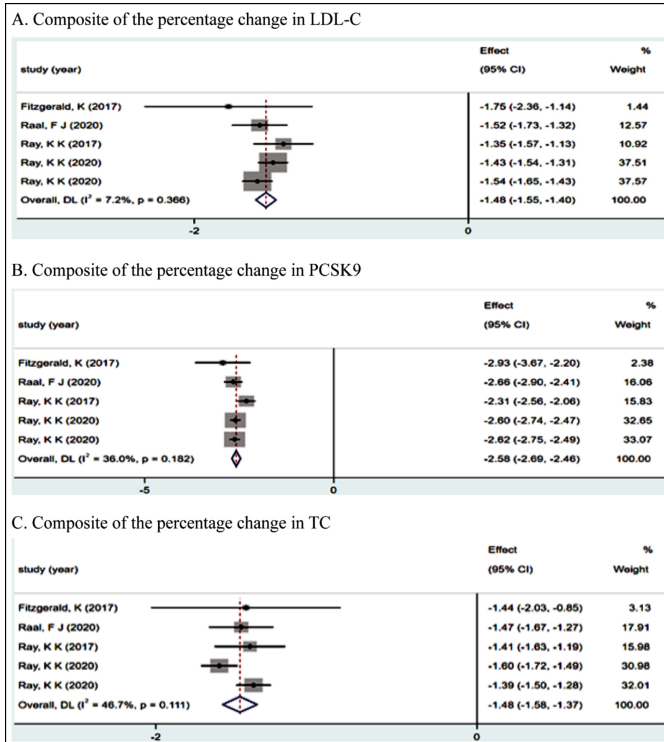 A. Composite of the percentage change in LDL-C
Effect %
study (year) (95% CI) Weight
Fitzgerald, K (2017) -1.75 (-2.36, -1.14) 1.44
Raal, F J (2020) -1.52 (-1.73, -1.32) 12.57
Ray, K K (2017) -1.35 (-1.57, -1.13) 10.92
Ray, K K (2020) -1.43 (-1.54, -1.31) 37.51
Ray, K K (2020) -1.54 (-1.65, -1.43) 37.57
Overall, DL (I² = 7.2%, p = 0.366) -1.48 (-1.55, -1.40) 100.00
-2 0
B. Composite of the percentage change in PCSK9
Effect %
study (year) (95% CI) Weight
Fitzgerald, K (2017) -2.93 (-3.67, -2.20) 2.38
Raal, F J (2020) -2.66 (-2.90, -2.41) 16.06
Ray, K K (2017) -2.31 (-2.56, -2.06) 15.83
Ray, K K (2020) -2.60 (-2.74, -2.47) 32.65
Ray, K K (2020) -2.62 (-2.75, -2.49) 33.07
Overall, DL (I² = 36.0%, p = 0.182) -2.58 (-2.69, -2.46) 100.00
-5 0
C. Composite of the percentage change in TC
Effect %
study (year) (95% CI) Weight
Fitzgerald, K (2017) -1.44 (-2.03, -0.85) 3.13
Raal, F J (2020) -1.47 (-1.67, -1.27) 17.91
Ray, K K (2017) -1.41 (-1.63, -1.19) 15.98
Ray, K K (2020) -1.60 (-1.72, -1.49) 30.98
Ray, K K (2020) -1.39 (-1.50, -1.28) 32.01
Overall, DL (I² = 46.7%, p = 0.111) -1.48 (-1.58, -1.37) 100.00
-2 0